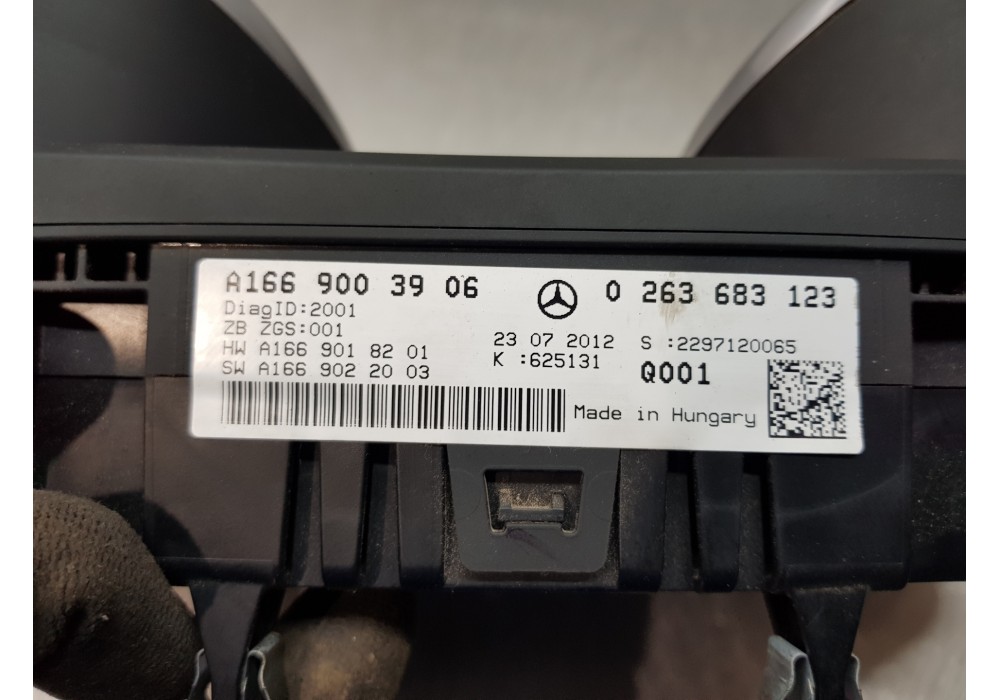 A166 900 39 06
0 263 683 123
DiagID:2001
ZB ZGS:001
HW A166 901 82 01
SW A166 902 20 03
23 07 2012
K :625131
S :2297120065
Q001
Made in Hungary